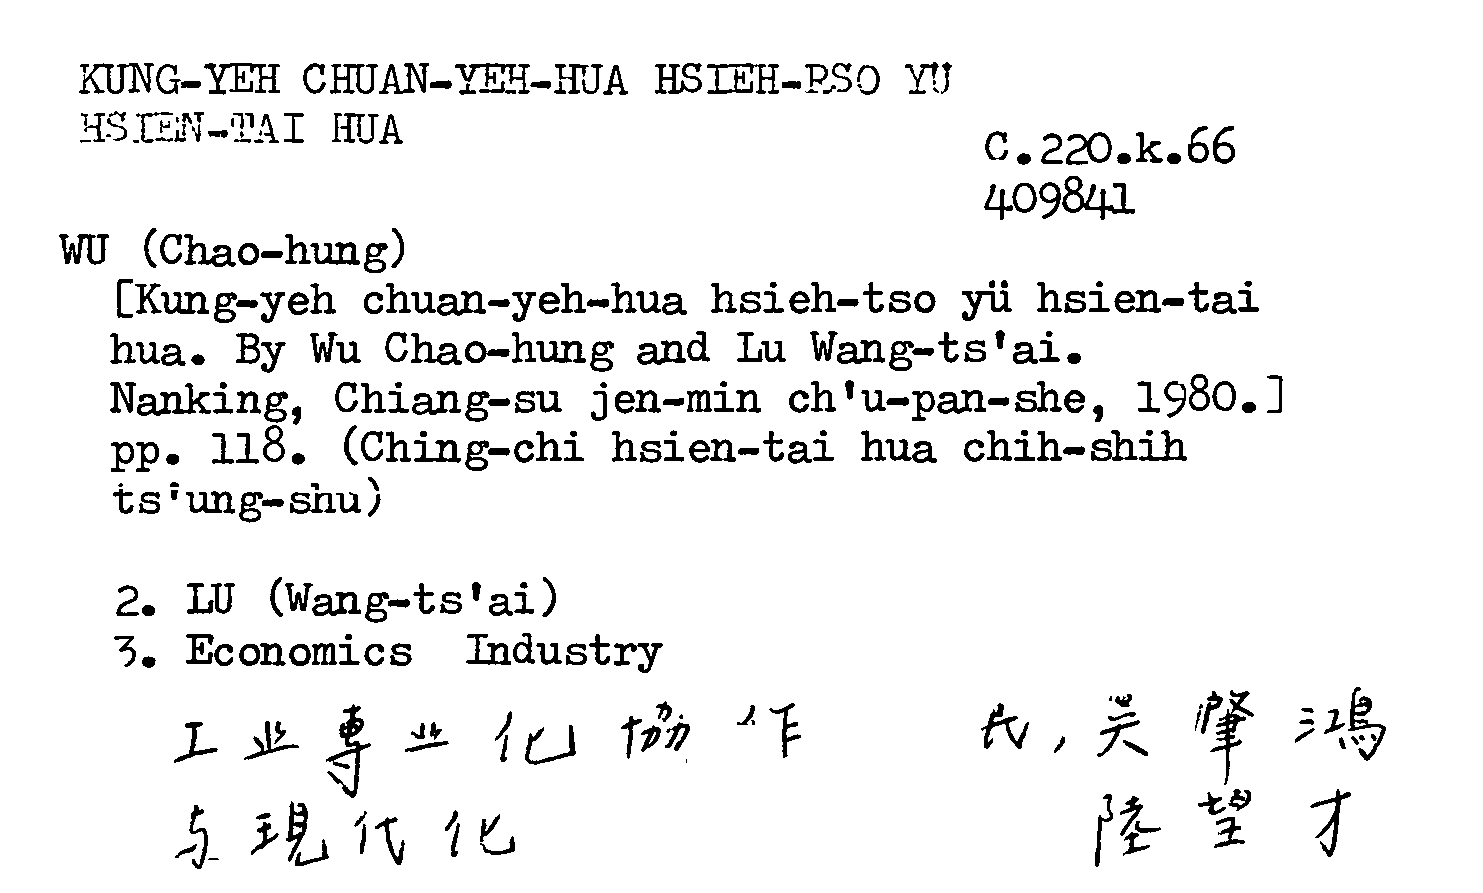 KUNG-YEH CHUAN-YEH-HUA HSIEH-PSO YU
HSIEN-TAI HUA
C.220.k.66
409841
WU (Chao-hung)
[Kung-yeh chuan-yeh-hua hsieh-tso yü hsien-tai
hua. By Wu Chao-hung and Lu Wang-ts'ai.
Nanking, Chiang-su jen-min ch'u-pan-she, 1980.]
pp. 118. (Ching-chi hsien-tai hua chih-shih
ts'ung-shu)
2. LU (Wang-ts'ai)
3. Economics Industry
工业專业化協作 氏, 吴肇鴻
与現代化 陸望才